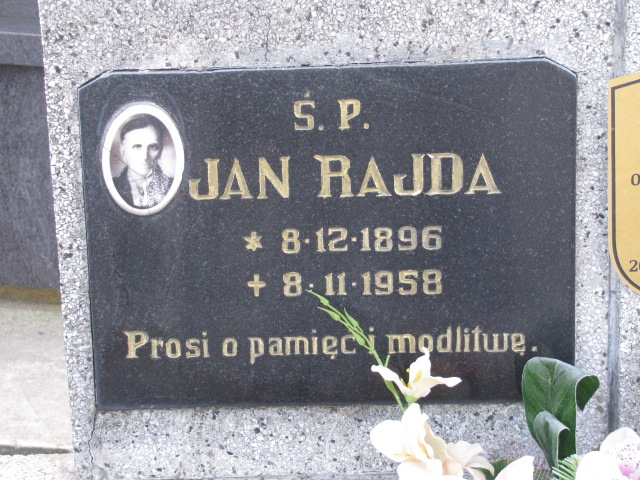 Ś. P.
JAN RAJDA
* 8·12·1896
+ 8·11·1958
Prosi o pamięć i modlitwę.